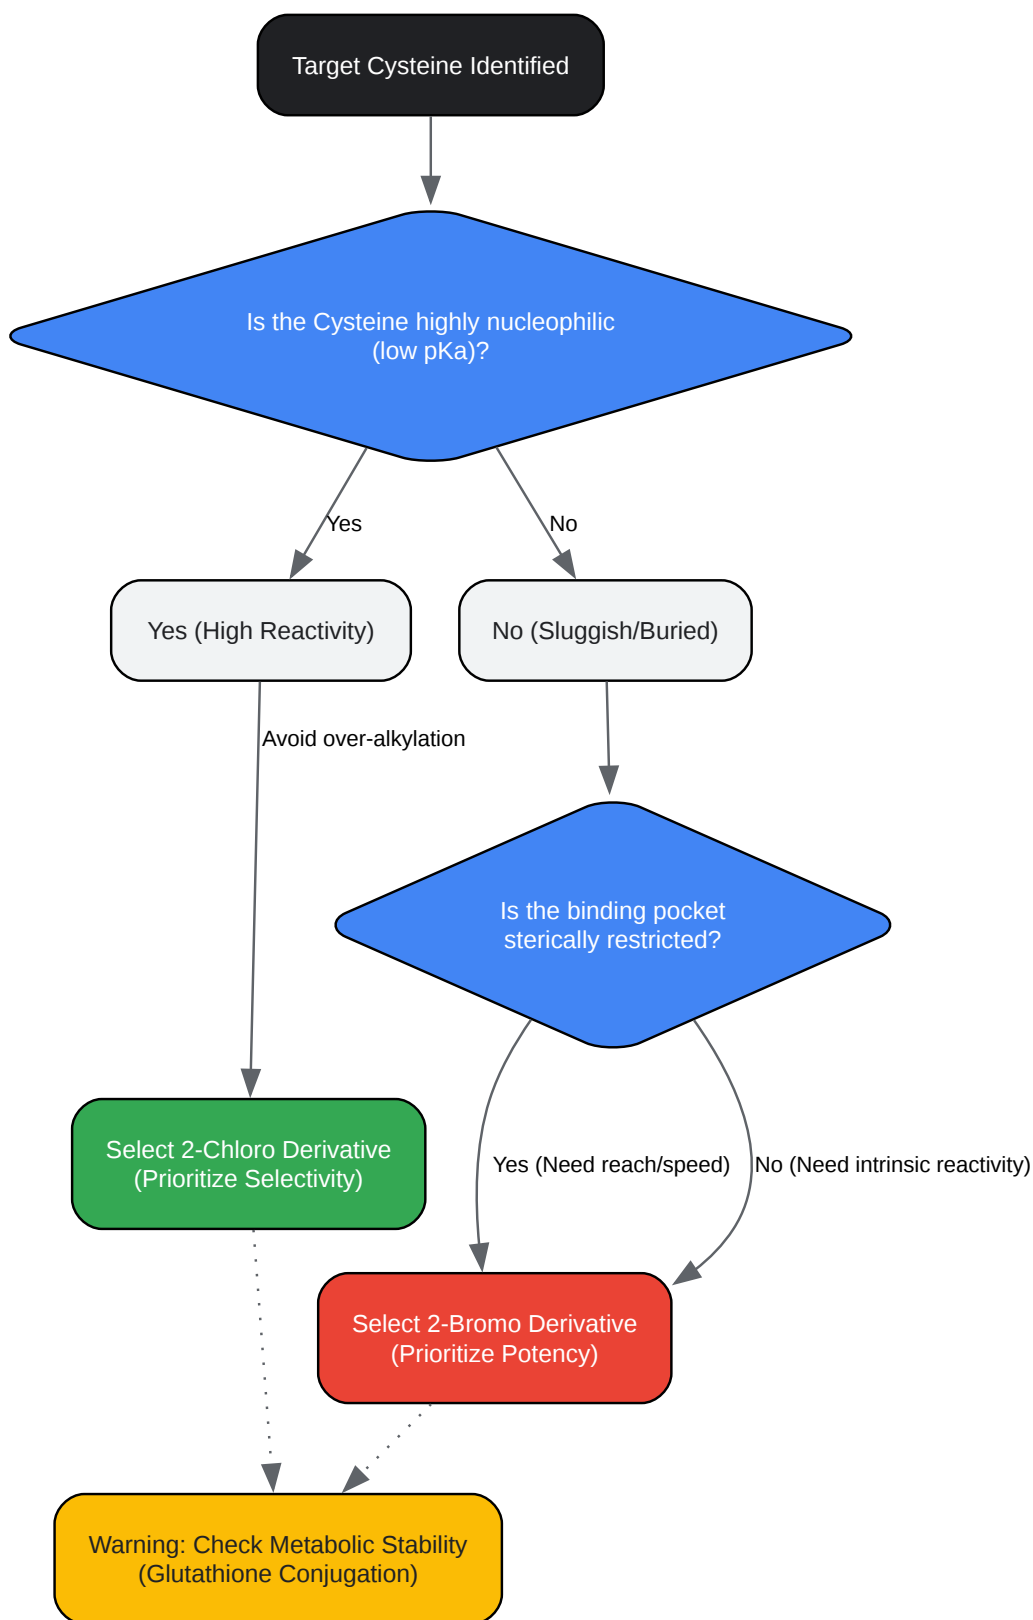 Target Cysteine Identified
Is the Cysteine highly nucleophilic
(low pKa)?
Yes
No
Yes (High Reactivity)
No (Sluggish/Buried)
Avoid over-alkylation
Is the binding pocket
sterically restricted?
Select 2-Chloro Derivative
(Prioritize Selectivity)
Yes (Need reach/speed)
No (Need intrinsic reactivity)
Select 2-Bromo Derivative
(Prioritize Potency)
Warning: Check Metabolic Stability
(Glutathione Conjugation)